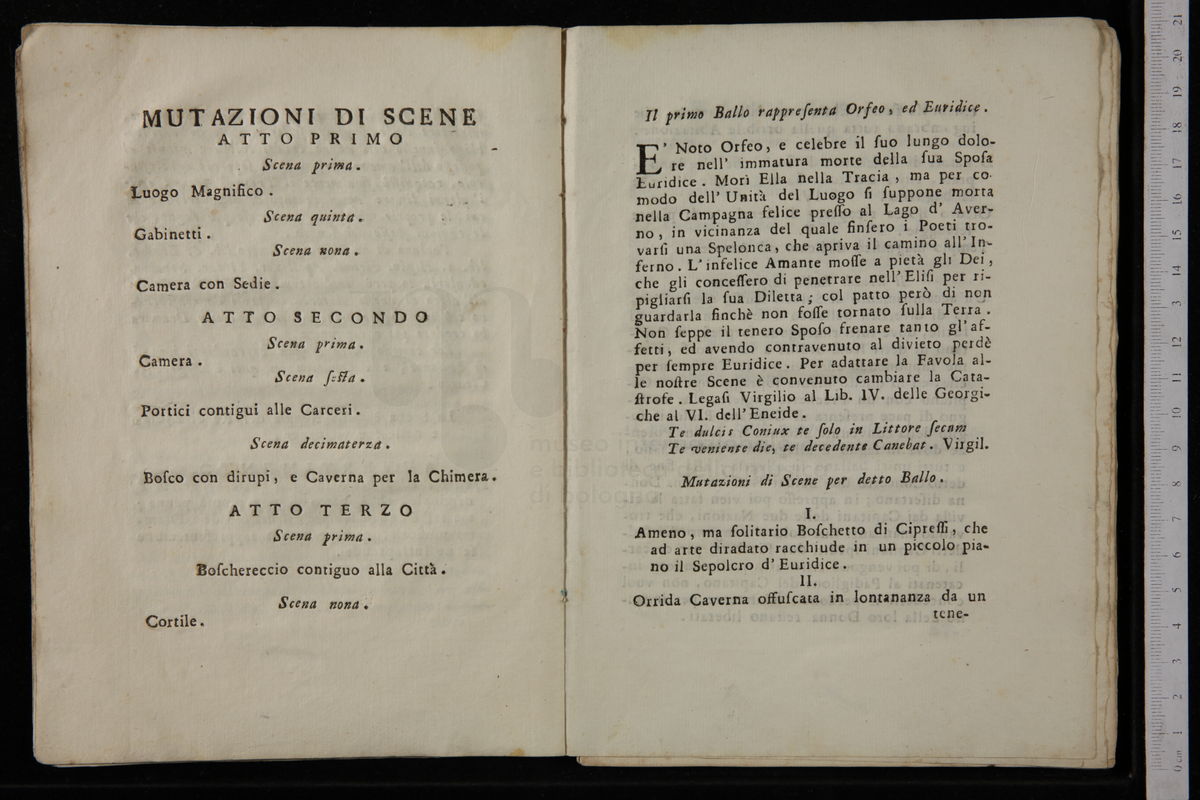 MUTAZIONI DI SCENE
ATTO PRIMO
Scena prima.
Luogo Magnifico.
Scena quinta.
Gabinetti.
Scena nona.
Camera con Sedie.
ATTO SECONDO
Scena prima.
Camera.
Scena ſeſta.
Portici contigui alle Carceri.
Scena decimaterza.
Boſco con dirupi, e Caverna per la Chimera.
ATTO TERZO
Scena prima.
Boſchereccio contiguo alla Città.
Scena nona.
Cortile.
Il primo Ballo rappreſenta Orfeo, ed Euridice.
E' Noto Orfeo, e celebre il ſuo lungo dolo-
re nell' immatura morte della ſua Spoſa
Euridice. Morì Ella nella Tracia, ma per co-
modo dell' Unità del Luogo ſi ſuppone morta
nella Campagna felice preſſo al Lago d' Aver-
no, in vicinanza del quale finſero i Poeti tro-
varſi una Spelonca, che apriva il camino all' In-
ferno. L' infelice Amante moſſe a pietà gli Dei,
che gli conceſſero di penetrare nell' Eliſi per ri-
pigliarſi la ſua Diletta; col patto però di non
guardarla finchè non foſſe tornato ſulla Terra.
Non ſeppe il tenero Spoſo frenare tanto gl' af-
fetti, ed avendo contravenuto al divieto perdè
per ſempre Euridice. Per adattare la Favola al-
le noſtre Scene è convenuto cambiare la Cata-
ſtrofe. Legaſi Virgilio al Lib. IV. delle Georgi-
che al VI. dell' Eneide.
Te dulcis Coniux te ſolo in Littore ſecum
Te veniente die, te decedente Canebat. Virgil.
Mutazioni di Scene per detto Ballo.
I.
Ameno, ma ſolitario Boſchetto di Cipreſſi, che
ad arte diradato racchiude in un piccolo pia-
no il Sepolcro d' Euridice.
II.
Orrida Caverna offuſcata in lontananza da un
tene-